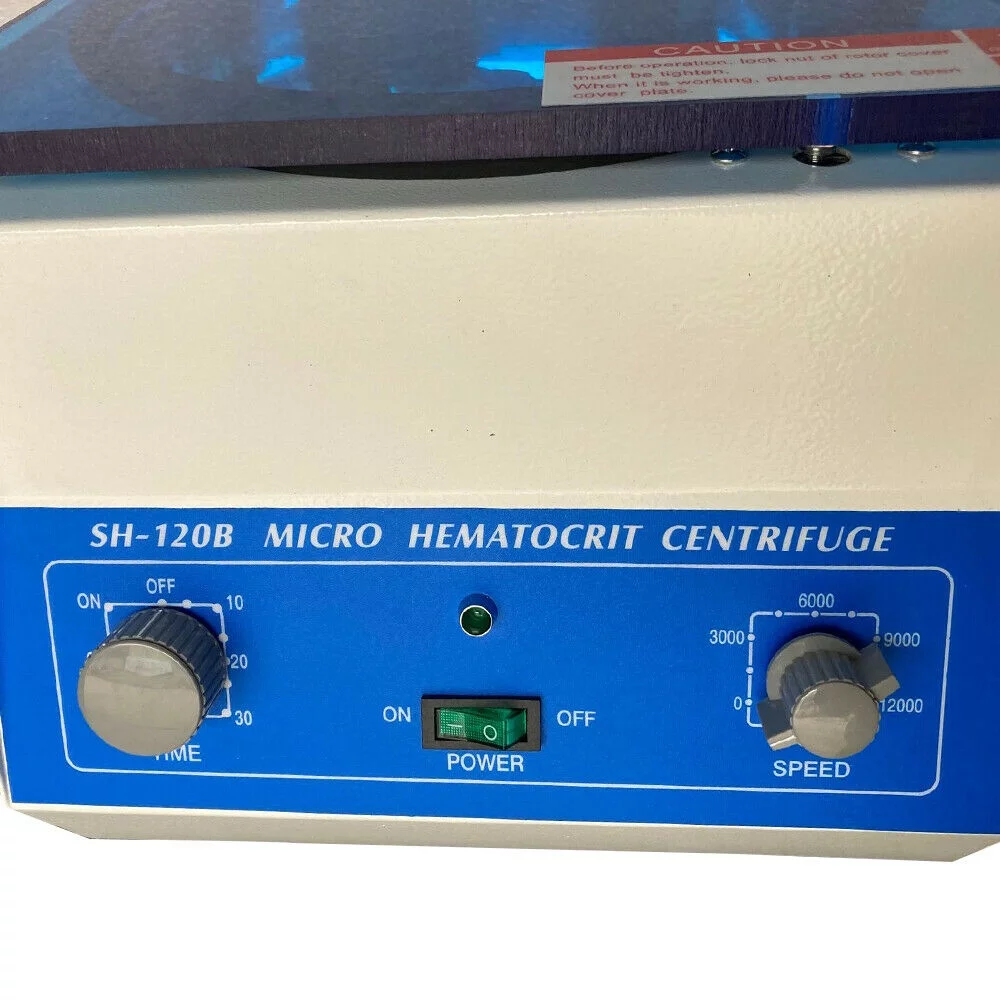 CAUTION
Before operation, lock nut of rotor cover
must be tighten.
When it is working, please do not open
cover plate.
SH-120B MICRO HEMATOCRIT CENTRIFUGE
ON OFF 10
20
30
TIME
ON OFF
POWER
6000
3000 9000
0 12000
SPEED